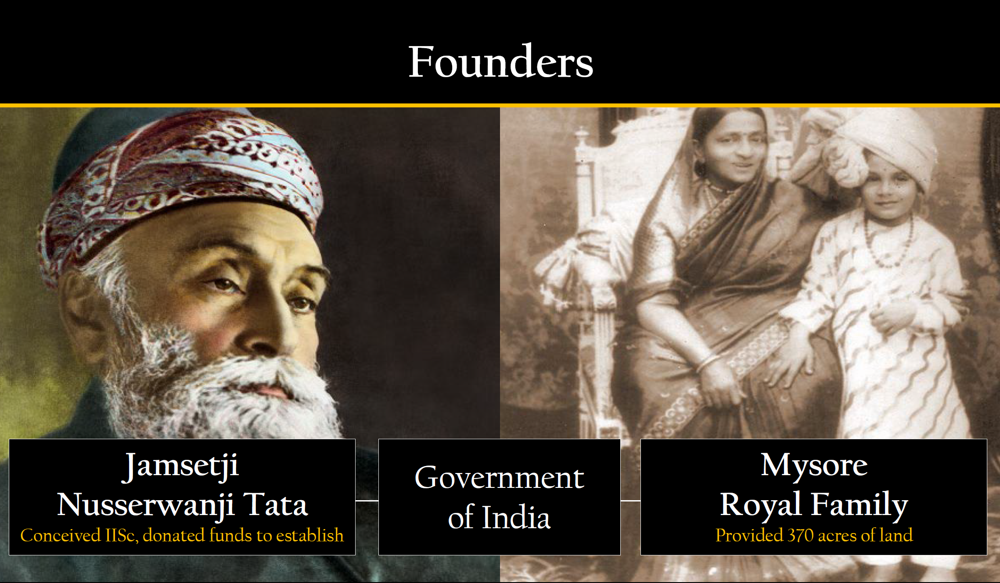 Founders
Jamsetji
Nusserwanji Tata
Conceived IISc, donated funds to establish
Government
of India
Mysore
Royal Family
Provided 370 acres of land